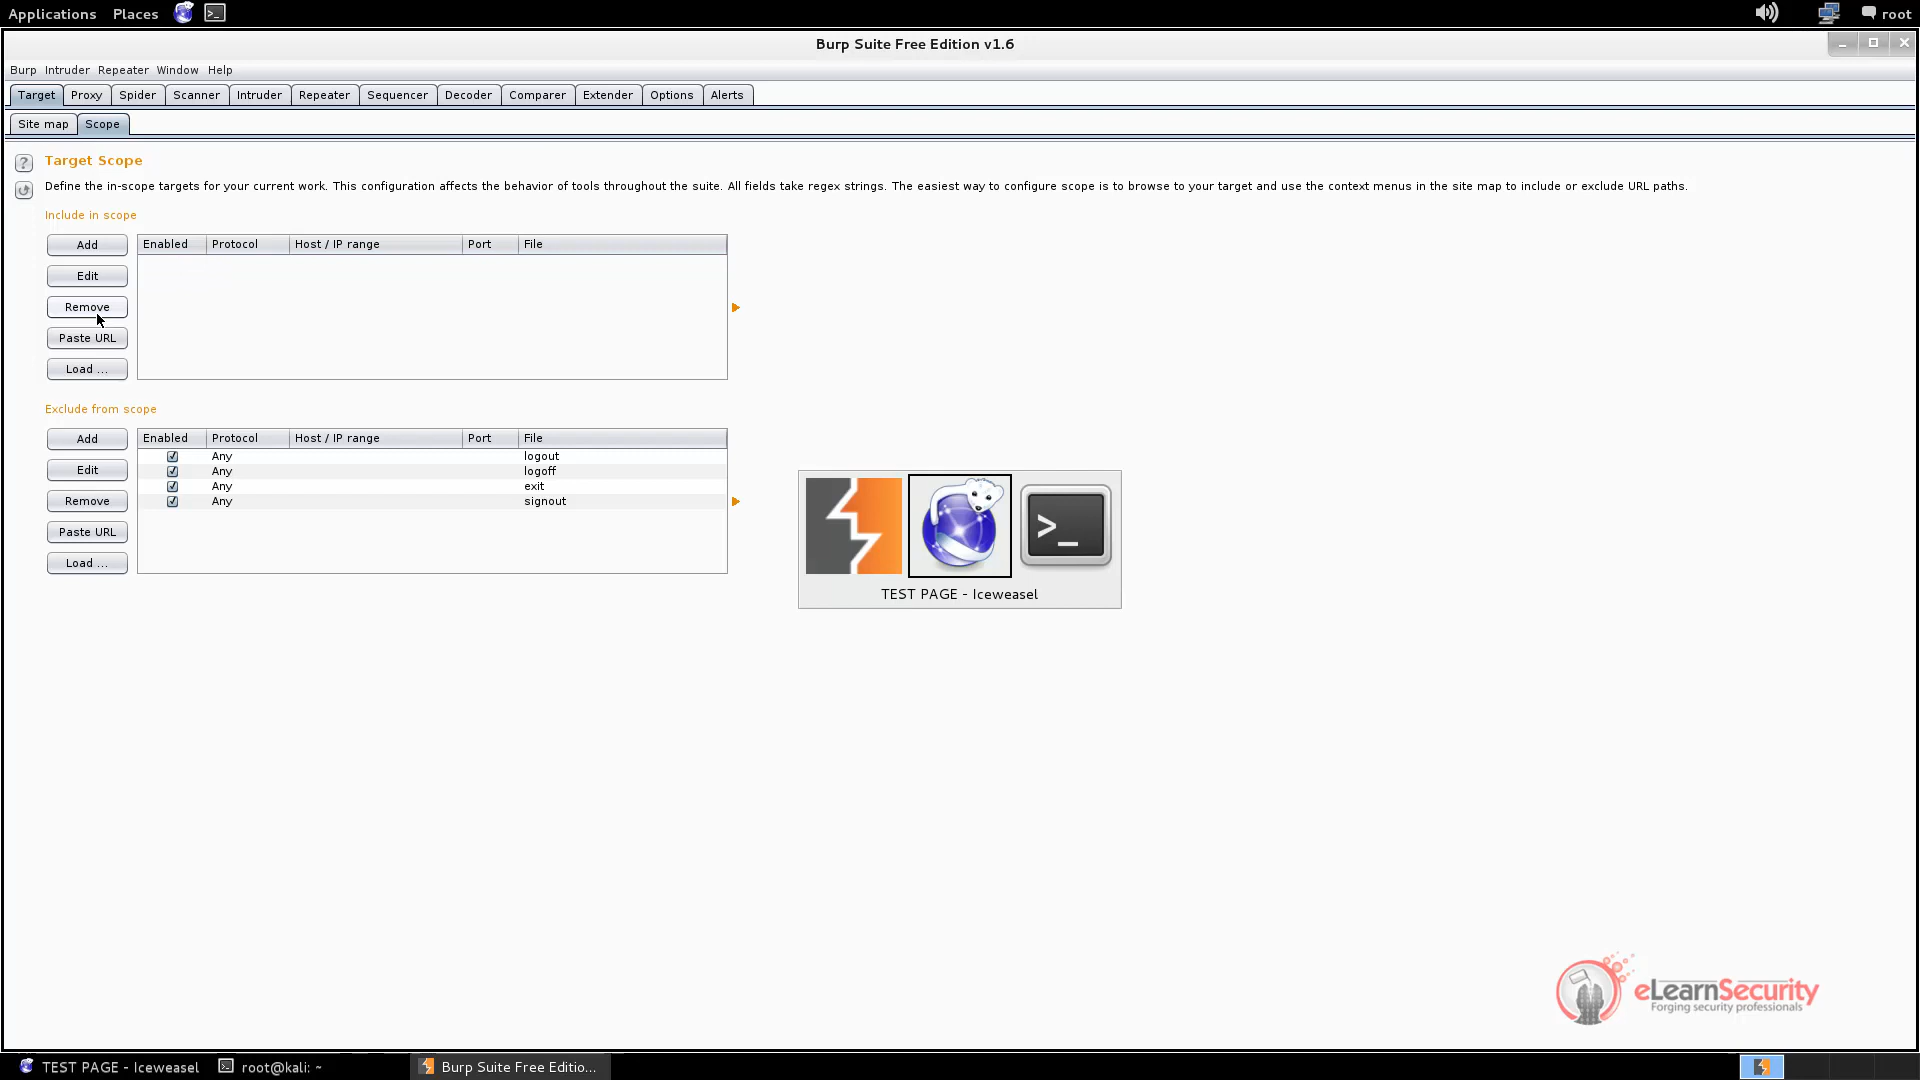 Applications Places root
Burp Suite Free Edition v1.6
Burp Intruder Repeater Window Help
Target Proxy Spider Scanner Intruder Repeater Sequencer Decoder Comparer Extender Options Alerts
Site map Scope
? Target Scope
Define the in-scope targets for your current work. This configuration affects the behavior of tools throughout the suite. All fields take regex strings. The easiest way to configure scope is to browse to your target and use the context menus in the site map to include or exclude URL paths.
Include in scope
Add Enabled Protocol Host / IP range Port File
Edit
Remove
Paste URL
Load ...
Exclude from scope
Add Enabled Protocol Host / IP range Port File
Any logout
Edit Any logoff
Any exit
Remove Any signout
Paste URL
Load ...
>_
TEST PAGE - Iceweasel
eLearnSecurity
Forging security professionals
TEST PAGE - Iceweasel root@kali: ~ Burp Suite Free Editio...